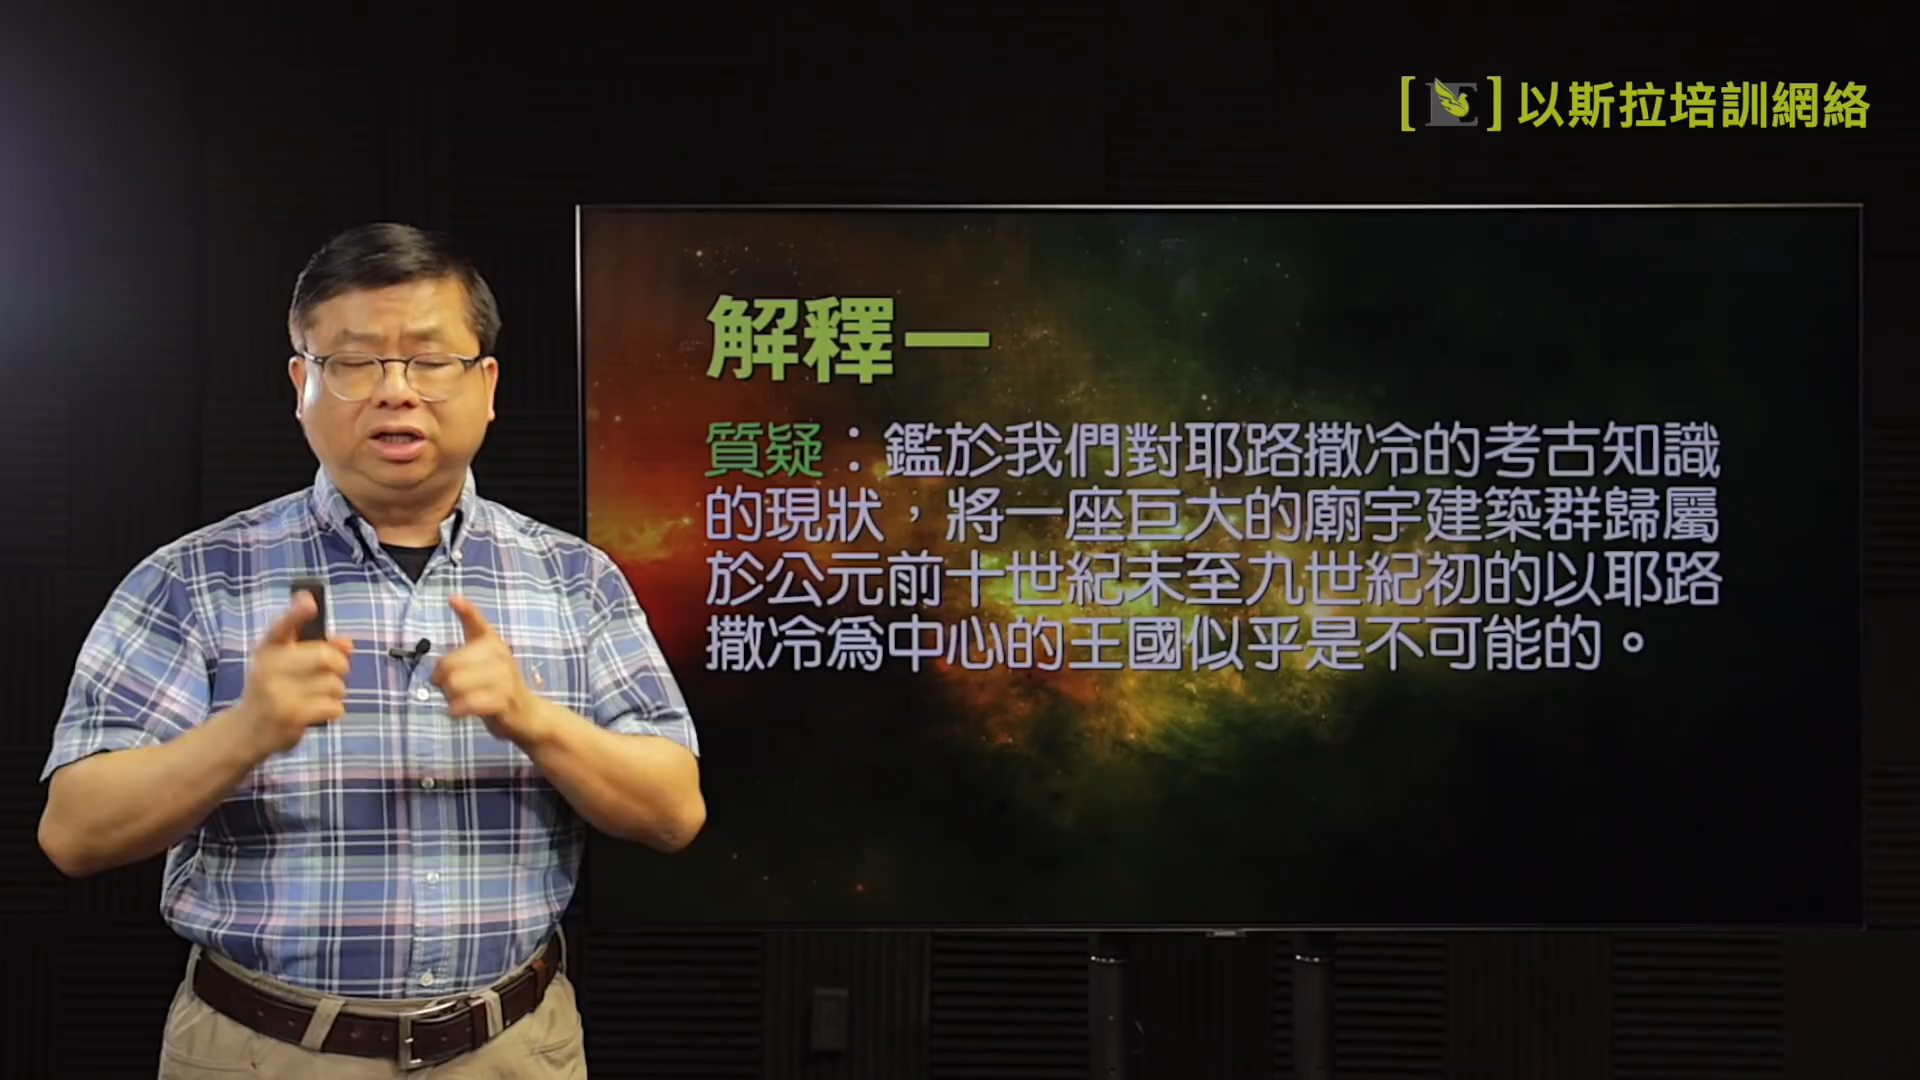 以斯拉培訓網絡
解釋一
質疑：鑑於我們對耶路撒冷的考古知識
的現狀，將一座巨大的廟宇建築群歸屬
於公元前十世紀末至九世紀初的以耶路
撒冷為中心的王國似乎是不可能的。